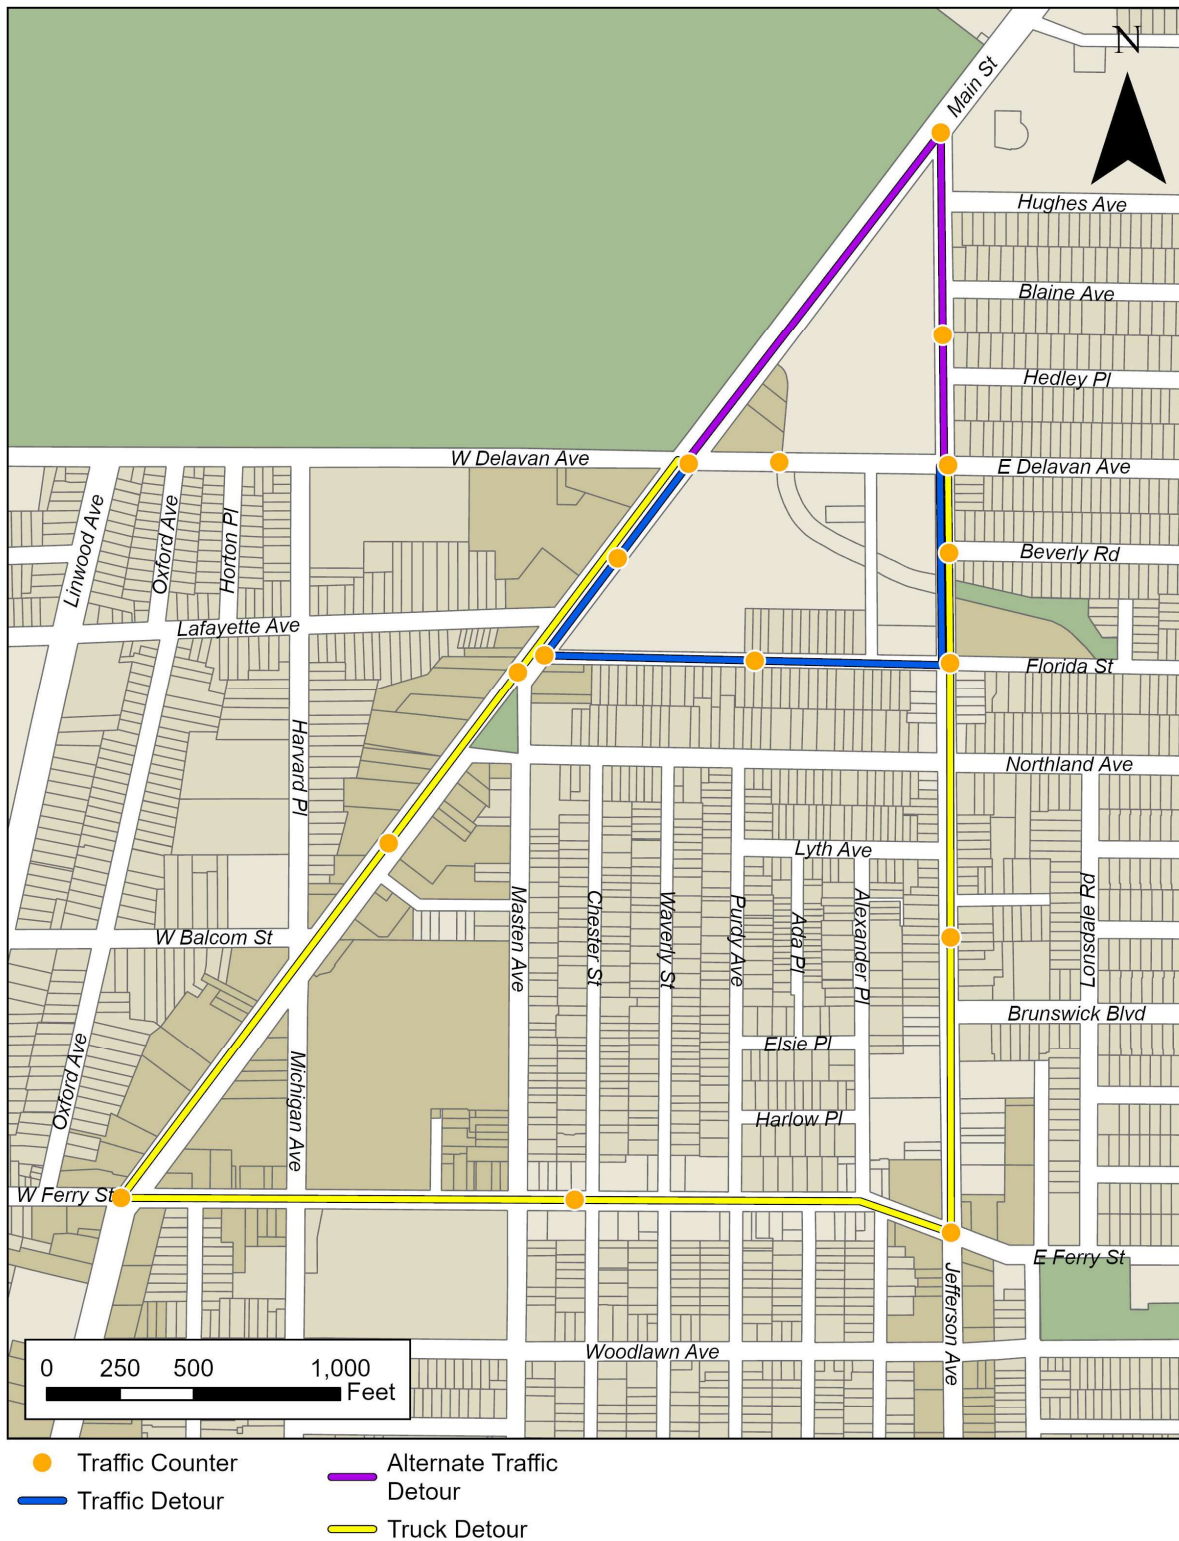 N
Main St
Hughes Ave
Blaine Ave
Hedley Pl
W Delavan Ave
E Delavan Ave
Linwood Ave
Oxford Ave
Horton Pl
Beverly Rd
Lafayette Ave
Florida St
Harvard Pl
Northland Ave
Lyth Ave
Masten Ave
Chester St
Waverly St
Purdy Ave
Ada Pl
Alexander Pl
Lonsdale Rd
W Balcom St
Brunswick Blvd
Elsie Pl
Oxford Ave
Michigan Ave
Harlow Pl
W Ferry St
E Ferry St
Jefferson Ave
Woodlawn Ave
0 250 500 1,000
Feet
Traffic Counter
Traffic Detour
Alternate Traffic
Detour
Truck Detour